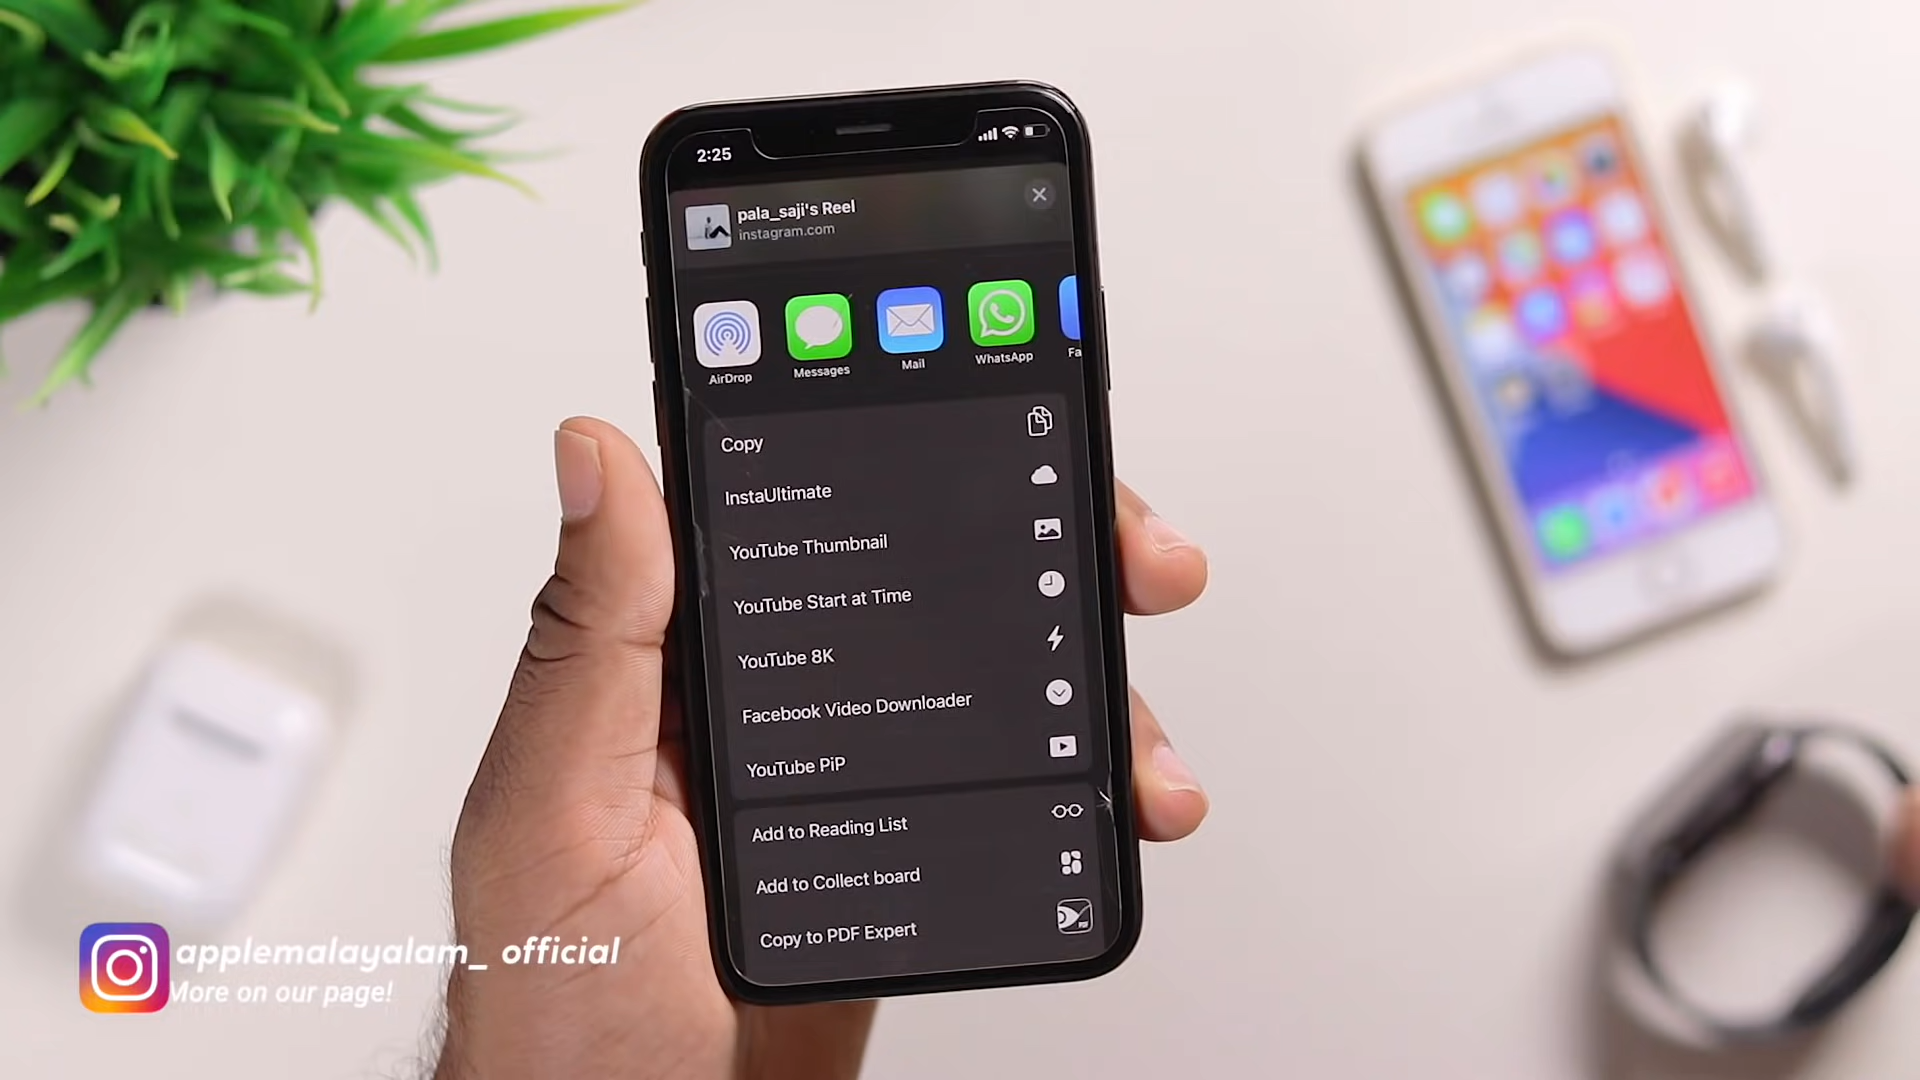 2:25
pala_saji's Reel
instagram.com
AirDrop
Messages
Mail
WhatsApp
Fa
Copy
InstaUltimate
YouTube Thumbnail
YouTube Start at Time
YouTube 8K
Facebook Video Downloader
YouTube PiP
Add to Reading List
Add to Collect board
Copy to PDF Expert
PDF
applemalayalam_ official
More on our page!